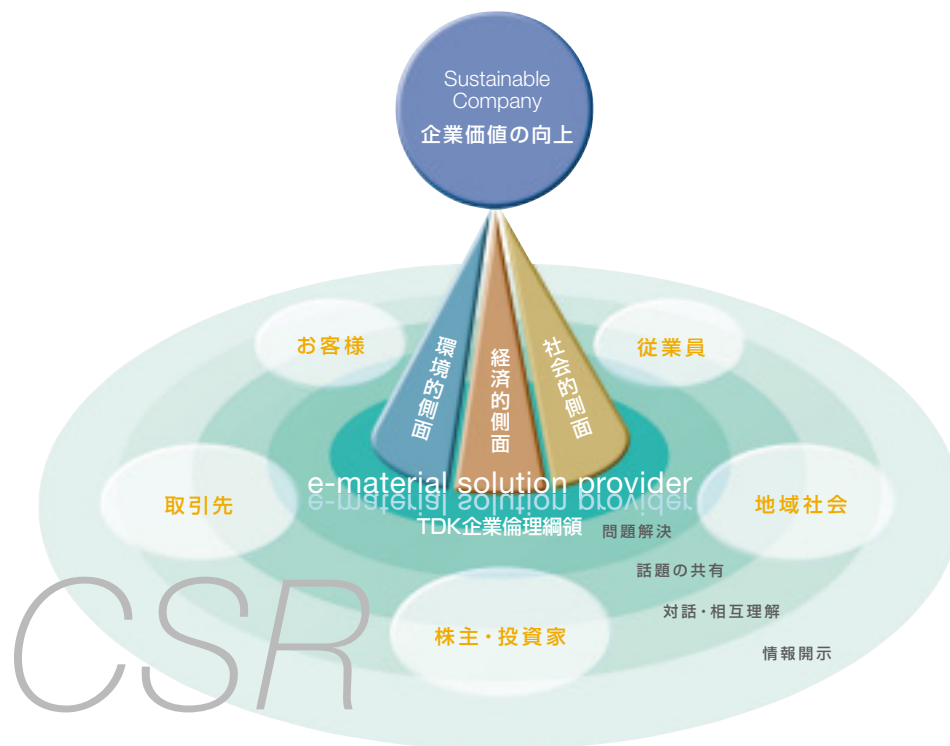 Sustainable
Company
企業価値の向上
お客様
環境的側面
経済的側面
社会的側面
従業員
取引先
e-material solution provider
地域社会
TDK企業倫理綱領
問題解決
話題の共有
対話・相互理解
株主・投資家
情報開示
CSR